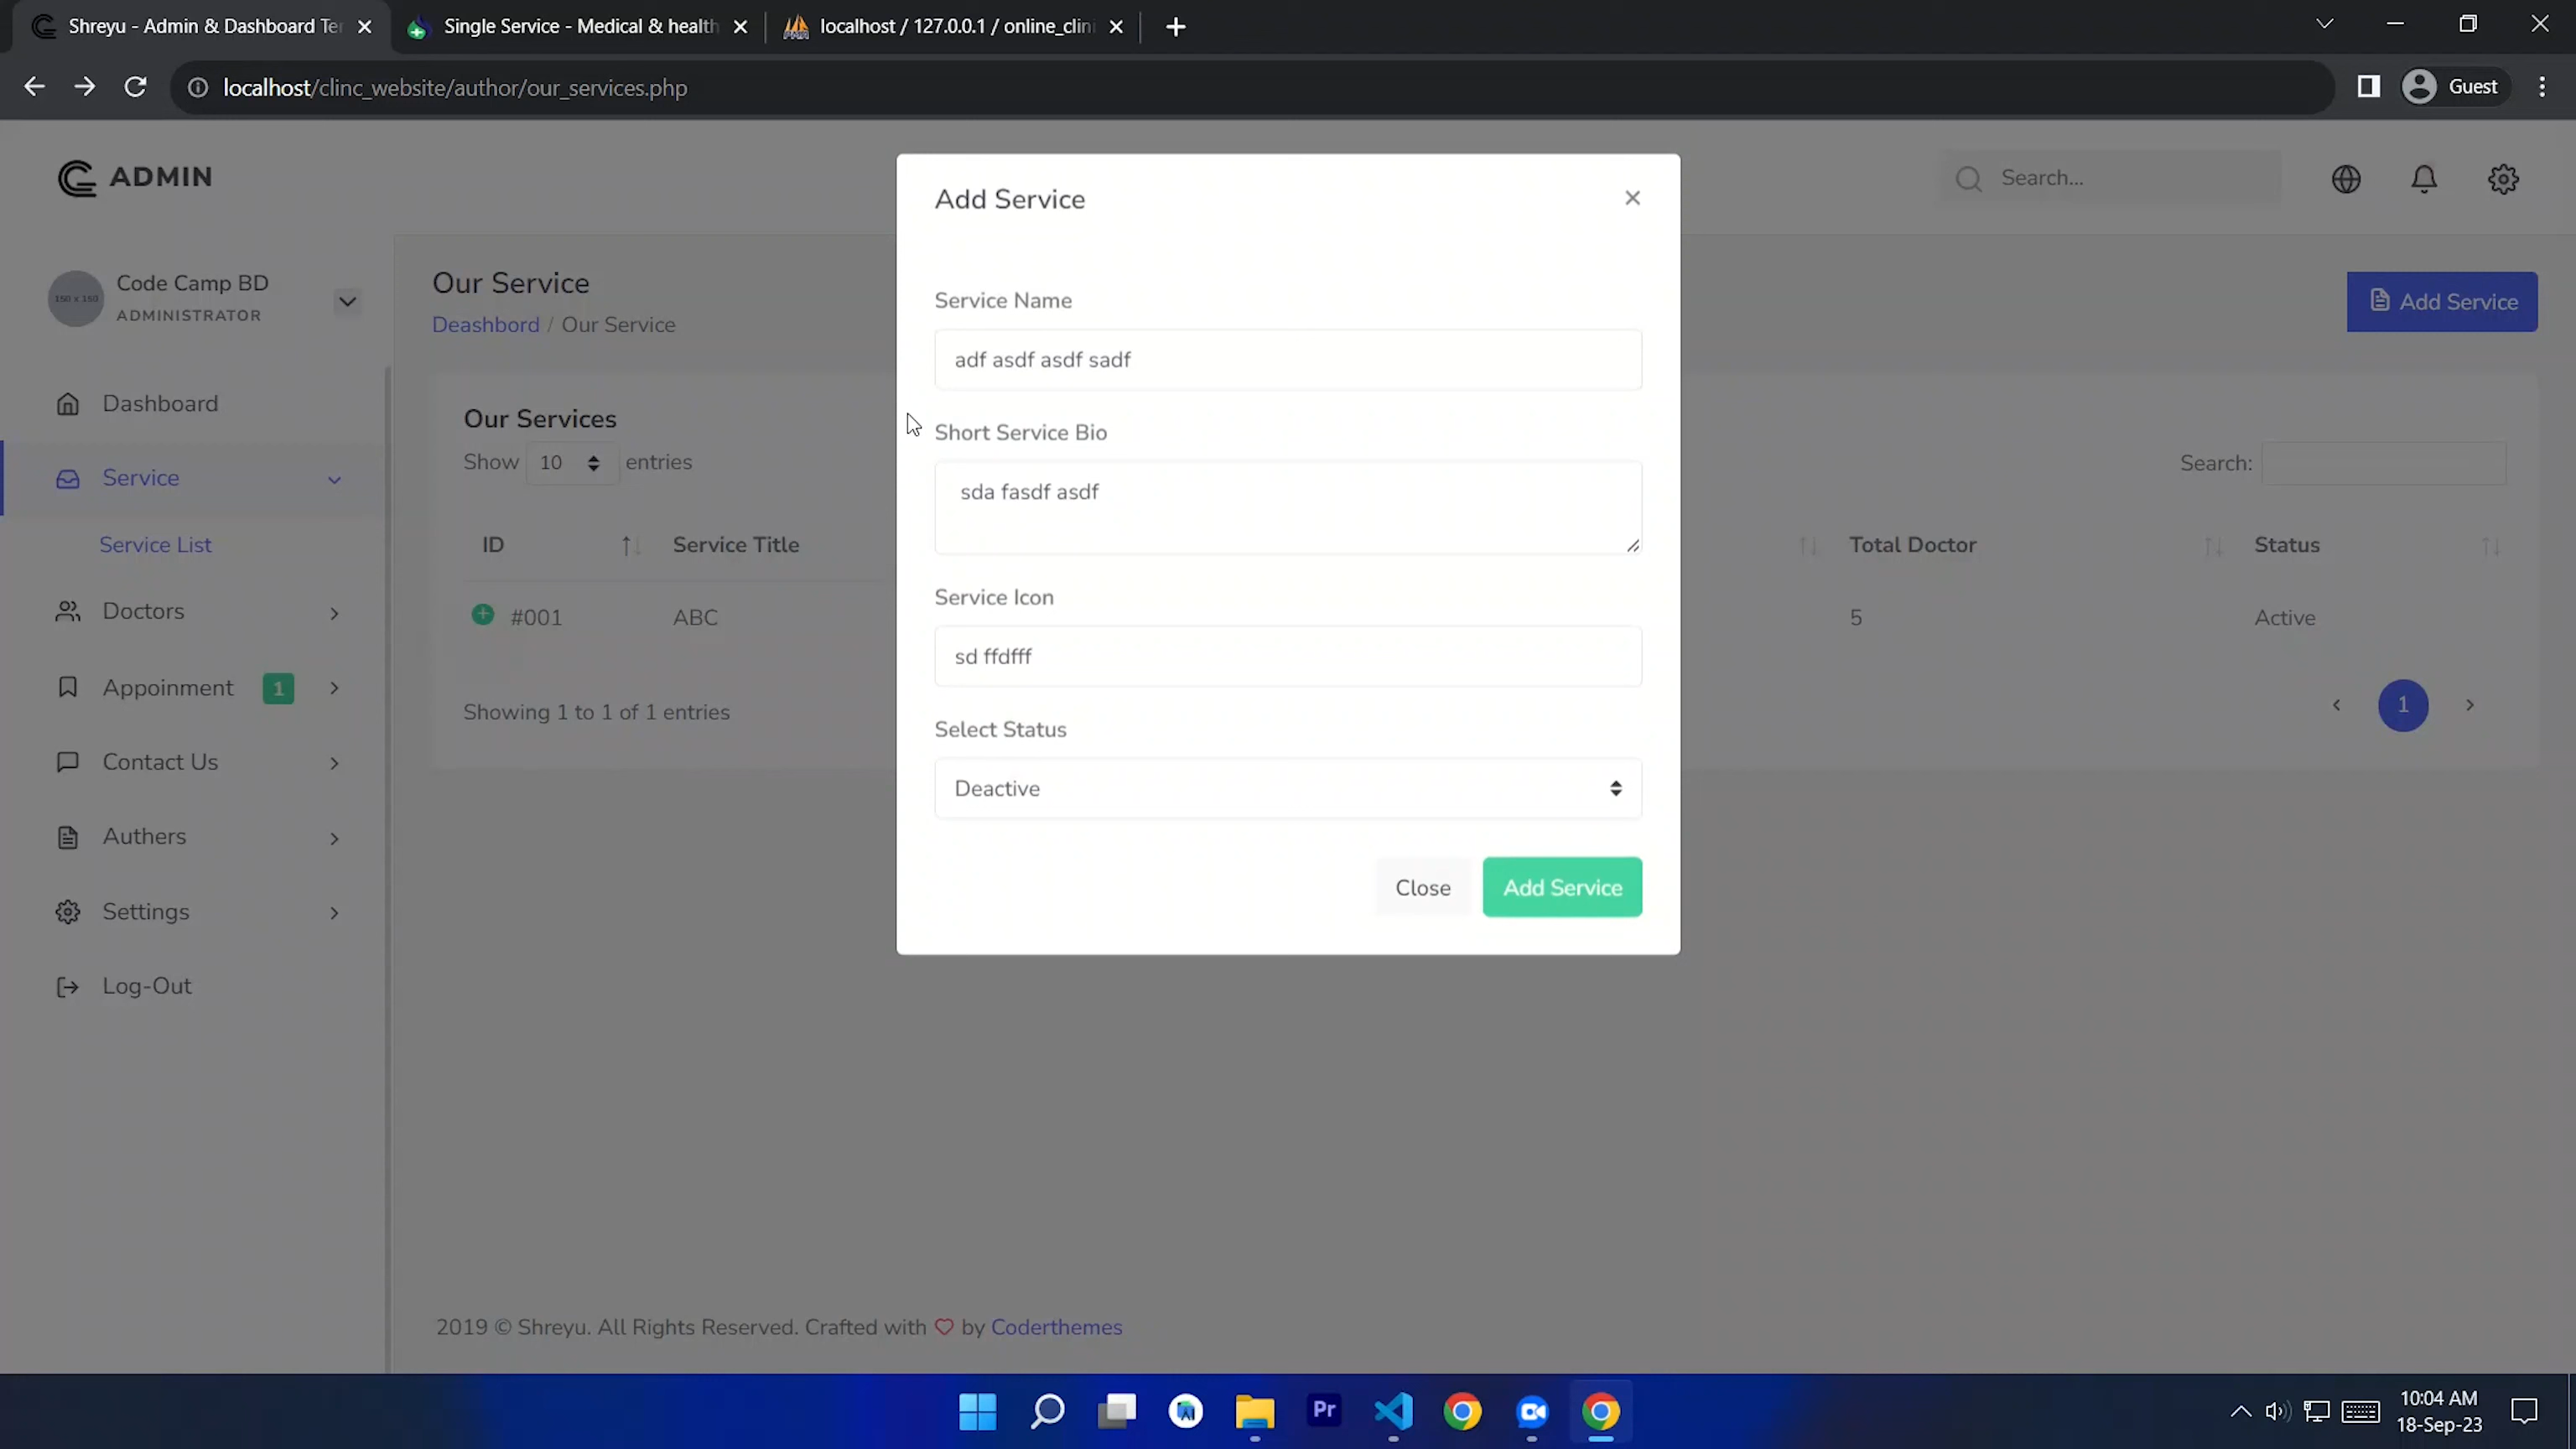 Shreyu - Admin & Dashboard Te
Single Service - Medical & health
localhost / 127.0.0.1 / online_clin
localhost/clinc_website/author/our_services.php
Guest
ADMIN
Search...
Code Camp BD
ADMINISTRATOR
150 x 150
Dashboard
Service
Service List
Doctors
Appoinment 1
Contact Us
Authers
Settings
Log-Out
Our Service
Deashbord / Our Service
Add Service
Our Services
Show 10 entries
Search:
ID Service Title Total Doctor Status
#001 ABC 5 Active
Showing 1 to 1 of 1 entries
1
Add Service
Service Name
adf asdf asdf sadf
Short Service Bio
sda fasdf asdf
Service Icon
sd ffdfff
Select Status
Deactive
Close Add Service
2019 © Shreyu. All Rights Reserved. Crafted with by Coderthemes
Pr
10:04 AM
18-Sep-23